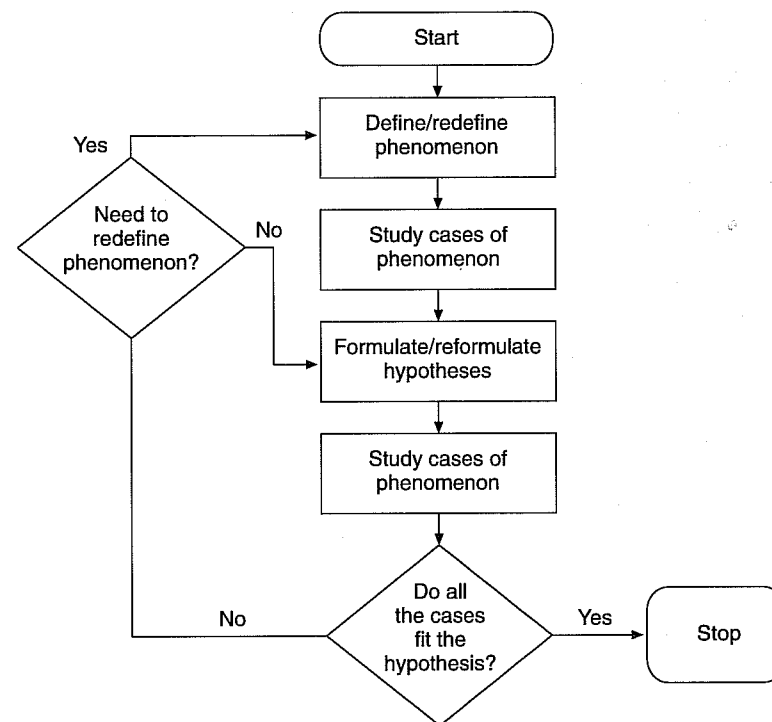 Start
Define/redefine
phenomenon
Yes
Need to
redefine
phenomenon?
No
Study cases of
phenomenon
Formulate/reformulate
hypotheses
Study cases of
phenomenon
Do all
the cases
fit the
hypothesis?
No
Yes
Stop